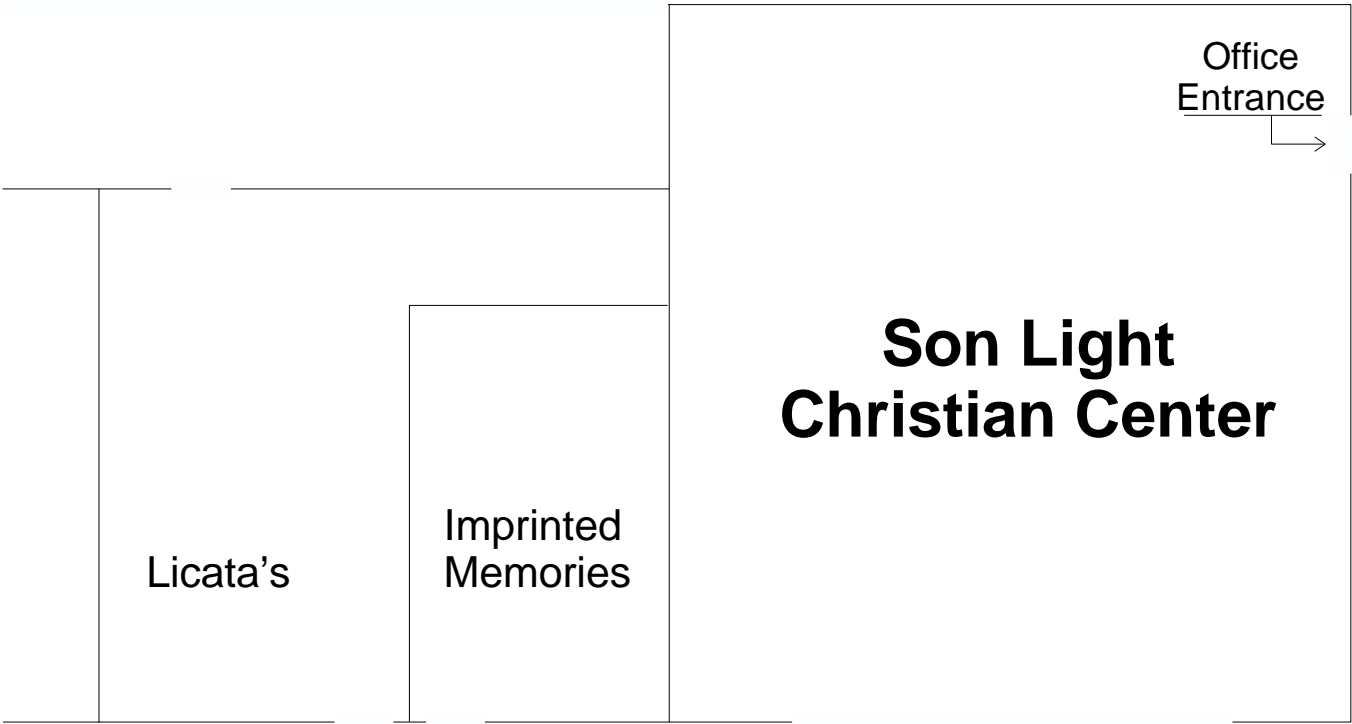 Office
Entrance
Son Light
Christian Center
Imprinted
Memories
Licata’s